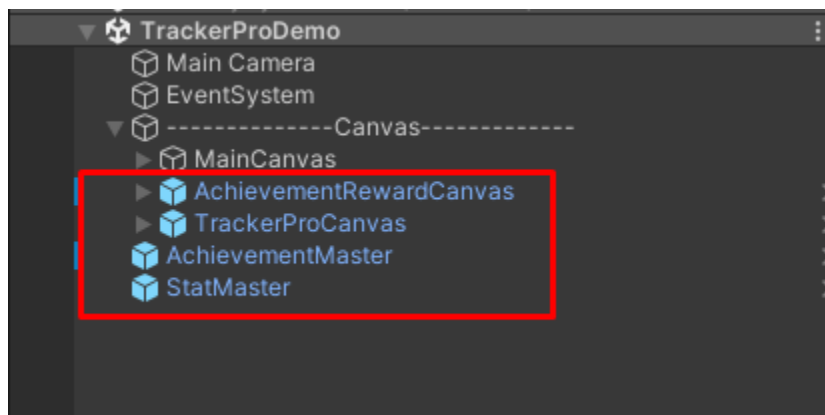 TrackerProDemo
Main Camera
EventSystem
--------------Canvas-------------
MainCanvas
AchievementRewardCanvas
TrackerProCanvas
AchievementMaster
StatMaster